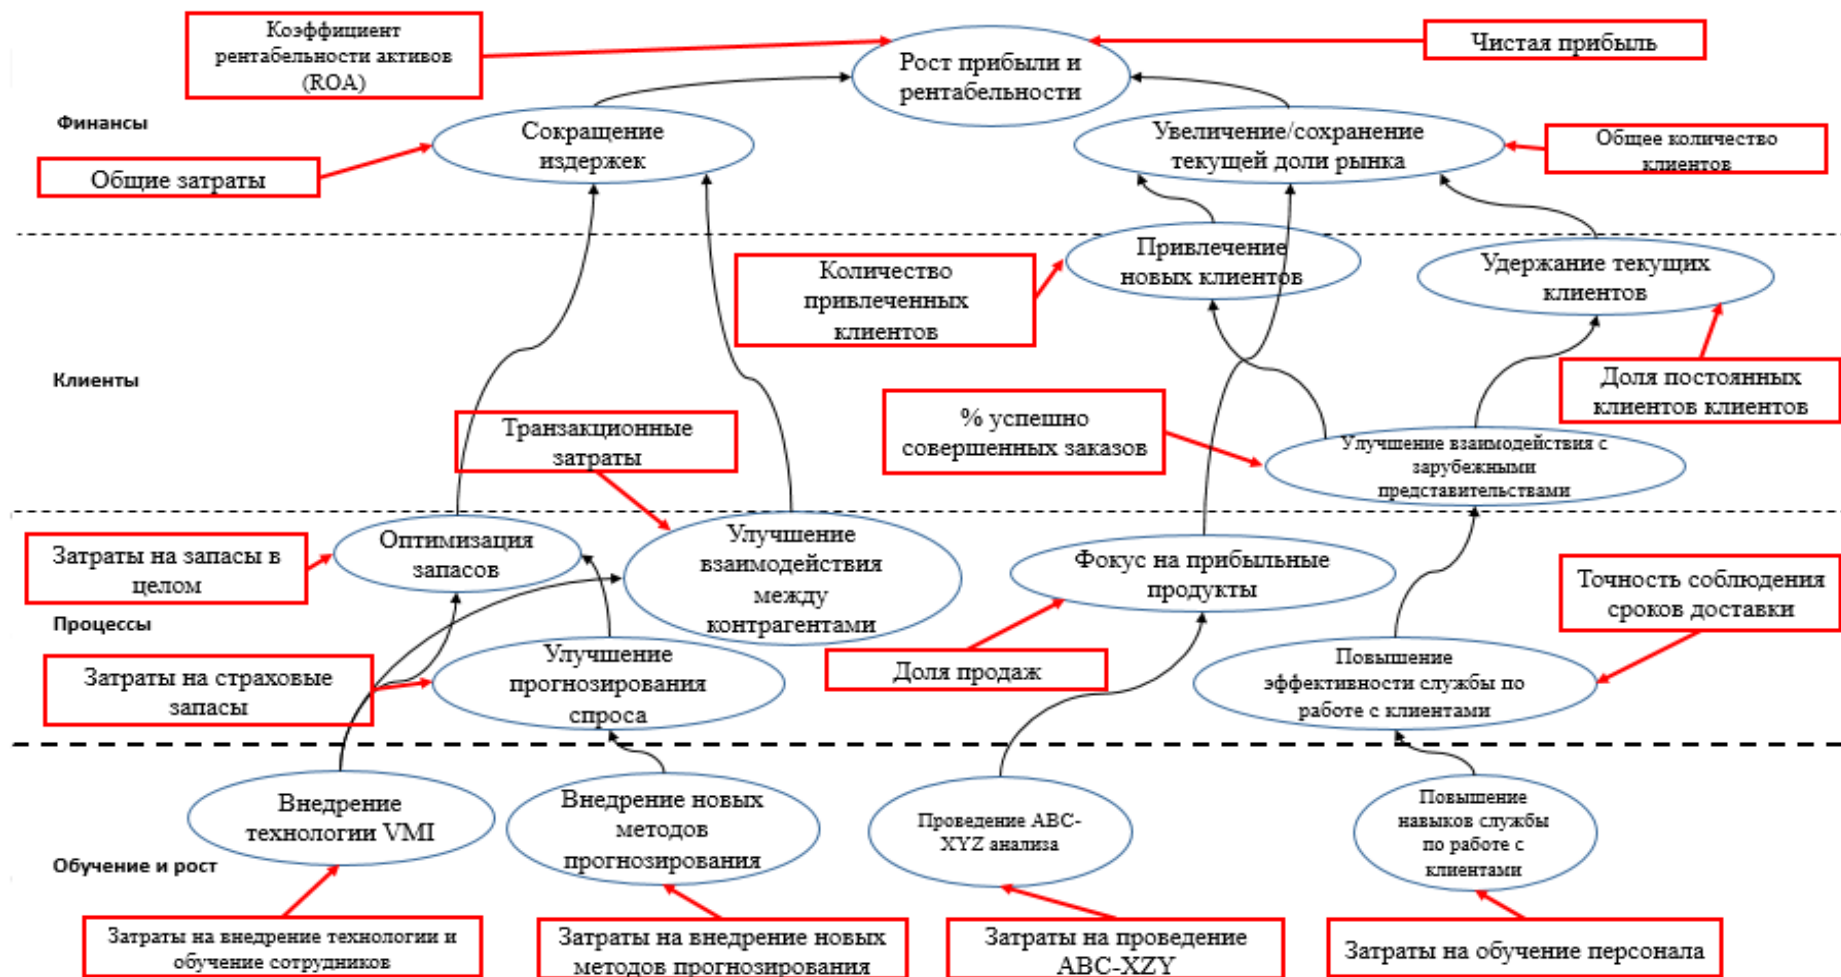 Коэффициент
рентабельности активов
(ROA)
Рост прибыли и
рентабельности
Чистая прибыль
Финансы
Сокращение
издержек
Увеличение/сохранение
текущей доли рынка
Общее количество
клиентов
Общие затраты
Привлечение
новых клиентов
Удержание текущих
клиентов
Количество
привлеченных
клиентов
Клиенты
Доля постоянных
клиентов клиентов
% успешно
совершенных заказов
Транзакционные
затраты
Улучшение взаимодействия с
зарубежными
представительствами
Затраты на запасы в
целом
Оптимизация
запасов
Улучшение
взаимодействия
между
контрагентами
Фокус на прибыльные
продукты
Точность соблюдения
сроков доставки
Процессы
Затраты на страховые
запасы
Улучшение
прогнозирования
спроса
Доля продаж
Повышение
эффективности службы по
работе с клиентами
Внедрение
технологии VMI
Внедрение новых
методов
прогнозирования
Проведение ABC-
XYZ анализа
Повышение
навыков службы
по работе с
клиентами
Обучение и рост
Затраты на внедрение технологии и
обучение сотрудников
Затраты на внедрение новых
методов прогнозирования
Затраты на проведение
ABC-XZY
Затраты на обучение персонала